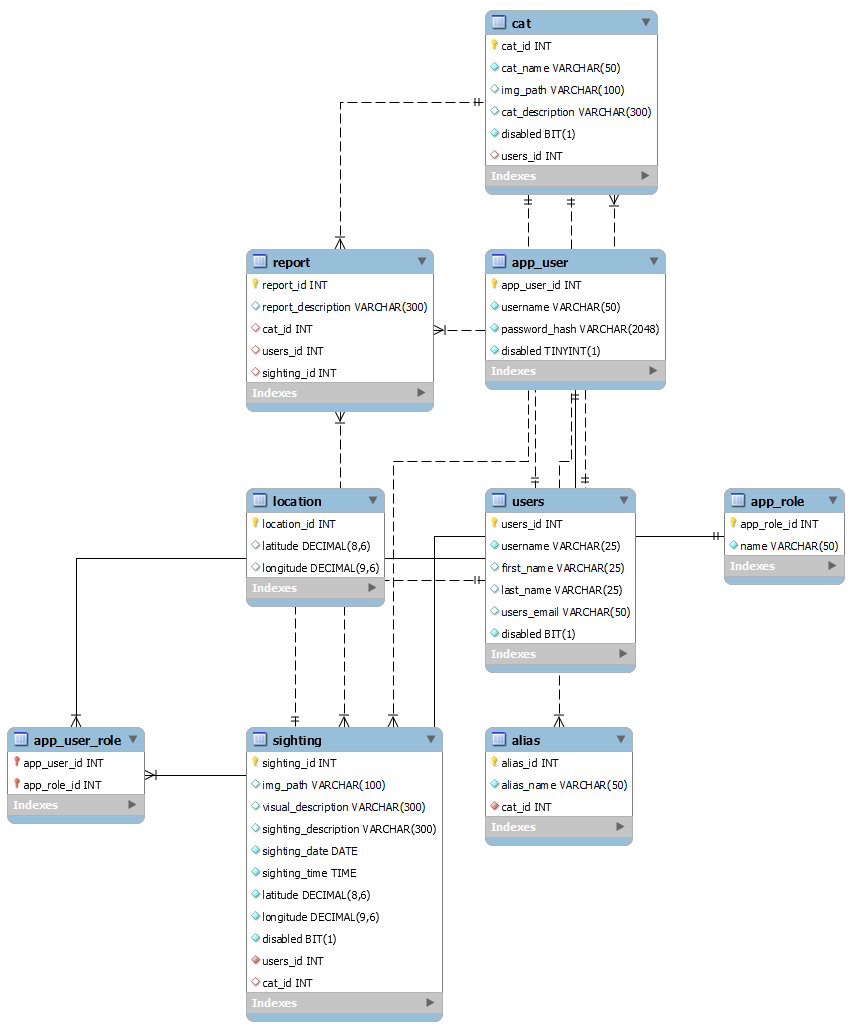 cat
cat_id INT
cat_name VARCHAR(50)
img_path VARCHAR(100)
cat_description VARCHAR(300)
disabled BIT(1)
users_id INT
Indexes
report
report_id INT
report_description VARCHAR(300)
cat_id INT
users_id INT
sighting_id INT
Indexes
app_user
app_user_id INT
username VARCHAR(50)
password_hash VARCHAR(2048)
disabled TINYINT(1)
Indexes
location
location_id INT
latitude DECIMAL(8,6)
longitude DECIMAL(9,6)
Indexes
users
users_id INT
username VARCHAR(25)
first_name VARCHAR(25)
last_name VARCHAR(25)
users_email VARCHAR(50)
disabled BIT(1)
Indexes
app_role
app_role_id INT
name VARCHAR(50)
Indexes
app_user_role
app_user_id INT
app_role_id INT
Indexes
sighting
sighting_id INT
img_path VARCHAR(100)
visual_description VARCHAR(300)
sighting_description VARCHAR(300)
sighting_date DATE
sighting_time TIME
latitude DECIMAL(8,6)
longitude DECIMAL(9,6)
disabled BIT(1)
users_id INT
cat_id INT
Indexes
alias
alias_id INT
alias_name VARCHAR(50)
cat_id INT
Indexes